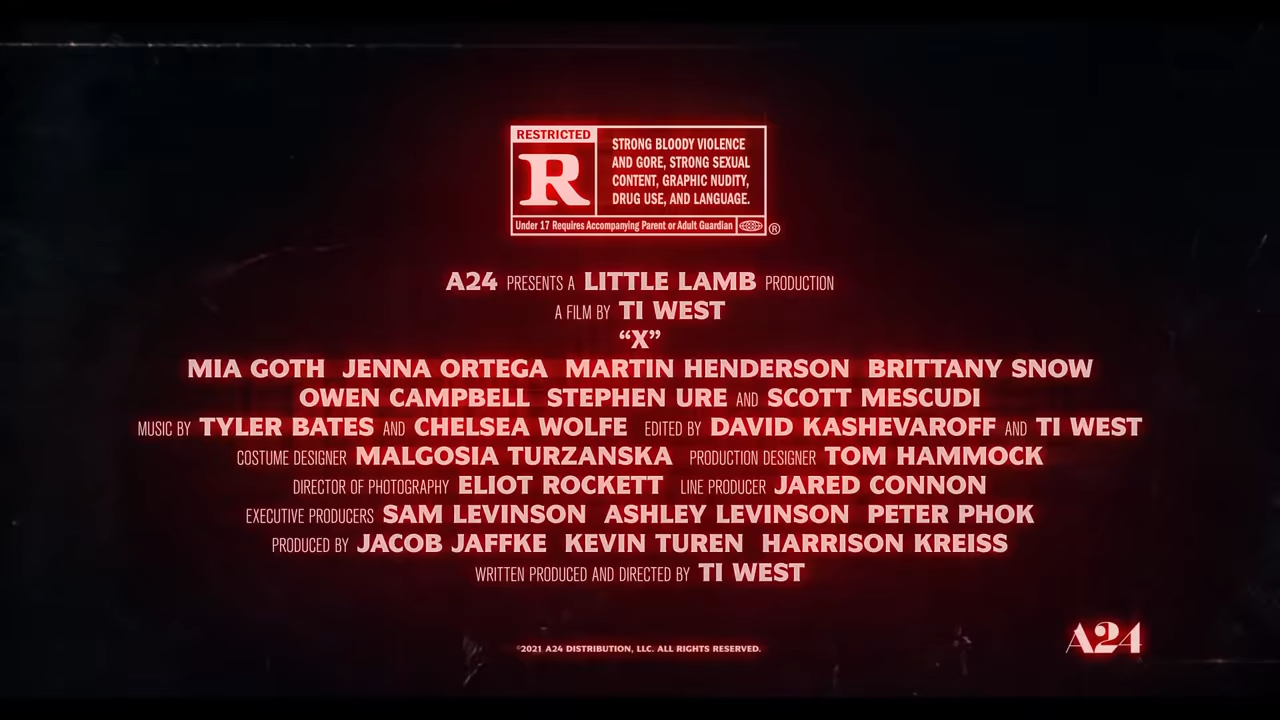 RESTRICTED
R
STRONG BLOODY VIOLENCE
AND GORE, STRONG SEXUAL
CONTENT, GRAPHIC NUDITY,
DRUG USE, AND LANGUAGE.
Under 17 Requires Accompanying Parent or Adult Guardian
®
A24 PRESENTS A LITTLE LAMB PRODUCTION
A FILM BY TI WEST
“X”
MIA GOTH JENNA ORTEGA MARTIN HENDERSON BRITTANY SNOW
OWEN CAMPBELL STEPHEN URE AND SCOTT MESCUDI
MUSIC BY TYLER BATES AND CHELSEA WOLFE EDITED BY DAVID KASHEVAROFF AND TI WEST
COSTUME DESIGNER MALGOSIA TURZANSKA PRODUCTION DESIGNER TOM HAMMOCK
DIRECTOR OF PHOTOGRAPHY ELIOT ROCKETT LINE PRODUCER JARED CONNON
EXECUTIVE PRODUCERS SAM LEVINSON ASHLEY LEVINSON PETER PHOK
PRODUCED BY JACOB JAFFKE KEVIN TUREN HARRISON KREISS
WRITTEN PRODUCED AND DIRECTED BY TI WEST
©2021 A24 DISTRIBUTION, LLC. ALL RIGHTS RESERVED.
A24